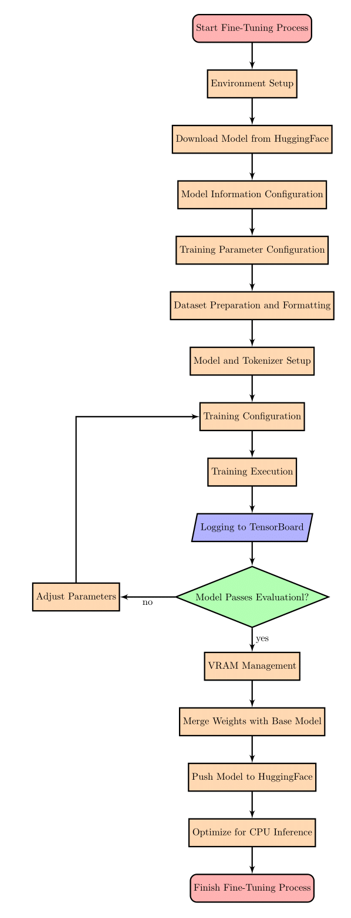 Start Fine-Tuning Process
Environment Setup
Download Model from HuggingFace
Model Information Configuration
Training Parameter Configuration
Dataset Preparation and Formatting
Model and Tokenizer Setup
Training Configuration
Training Execution
Logging to TensorBoard
Model Passes Evaluationl?
no
Adjust Parameters
yes
VRAM Management
Merge Weights with Base Model
Push Model to HuggingFace
Optimize for CPU Inference
Finish Fine-Tuning Process